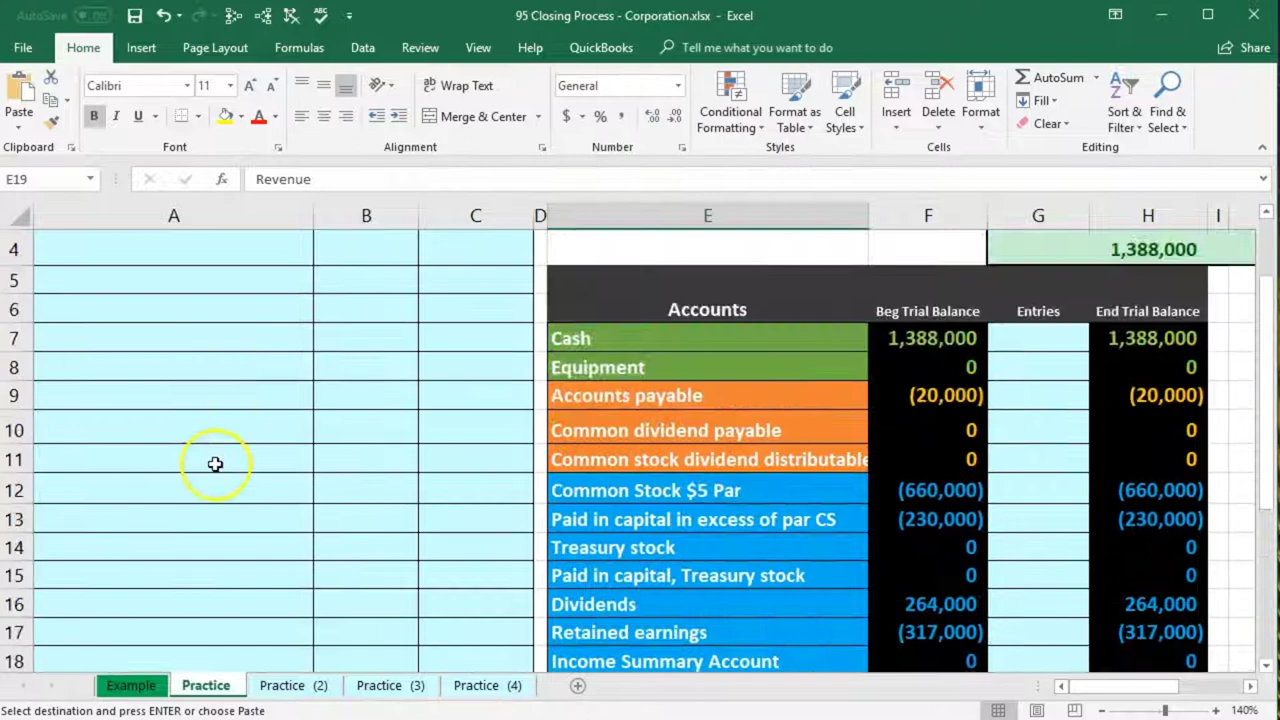 AutoSave Off 95 Closing Process - Corporation.xlsx - Excel
File Home Insert Page Layout Formulas Data Review View Help QuickBooks Tell me what you want to do Share
Calibri 11 Wrap Text General AutoSum
Paste B I U Merge & Center $ % , Conditional Formatting Format as Table Cell Styles Insert Delete Format Fill Clear Sort & Filter Find & Select
Clipboard Font Alignment Number Styles Cells Editing
E19 fx Revenue
A B C D E F G H I
4 1,388,000
5
6 Accounts Beg Trial Balance Entries End Trial Balance
7 Cash 1,388,000 1,388,000
8 Equipment 0 0
9 Accounts payable (20,000) (20,000)
10 Common dividend payable 0 0
11 Common stock dividend distributable 0 0
12 Common Stock $5 Par (660,000) (660,000)
13 Paid in capital in excess of par CS (230,000) (230,000)
14 Treasury stock 0 0
15 Paid in capital, Treasury stock 0 0
16 Dividends 264,000 264,000
17 Retained earnings (317,000) (317,000)
18 Income Summary Account 0 0
Example Practice Practice (2) Practice (3) Practice (4)
Select destination and press ENTER or choose Paste 140%